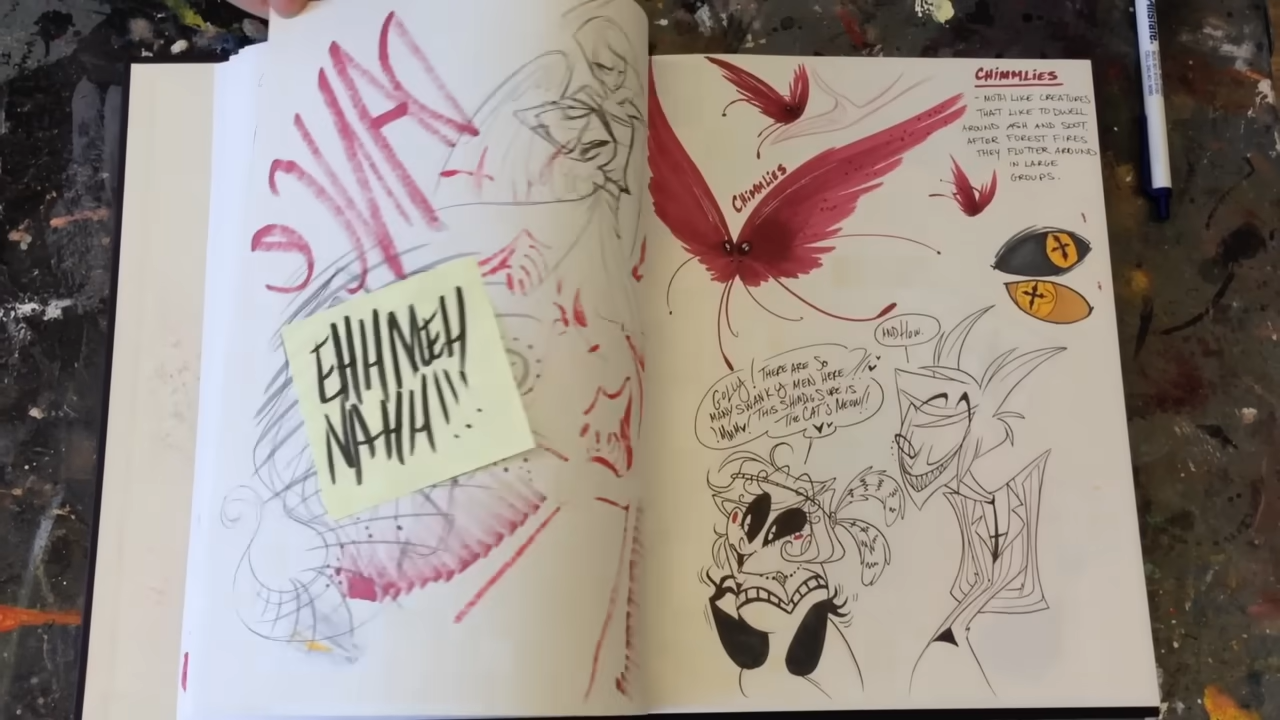 EHHMEH
NAHH!!!
CHIMMLIES
- MOTH LIKE CREATURES
THAT LIKE TO DWELL
AROUND ASH AND SOOT.
AFTER FOREST FIRES
THEY FLUTTER AROUND
IN LARGE
GROUPS.
CHIMMLIES
AND HOW.
GOLLY! THERE ARE SO
MANY SWANKY MEN HERE
!MMM♥! THIS SHINDIG SURE IS
THE CAT'S MEOW!!